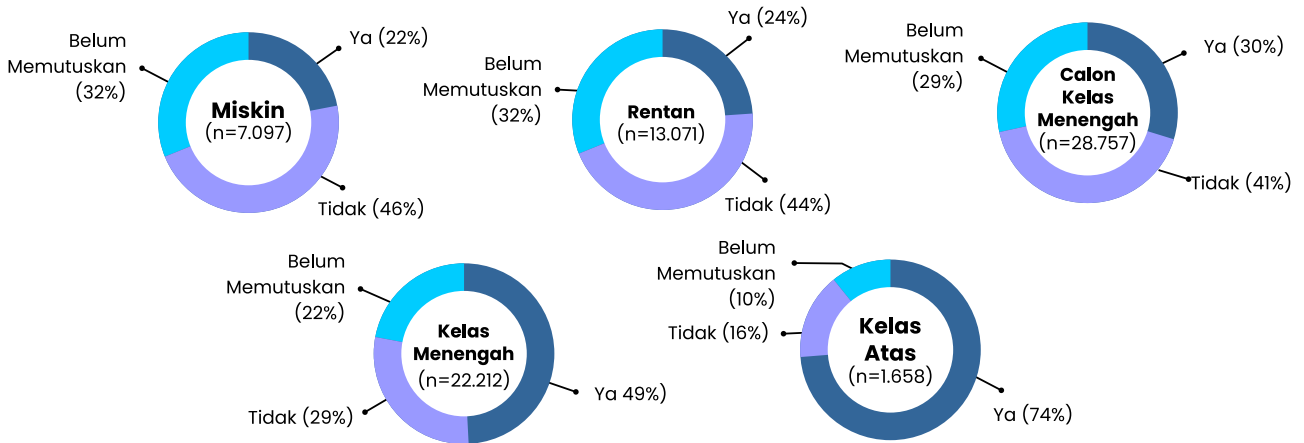 Belum
Memutuskan
(32%)
Ya (22%)
Miskin
(n=7.097)
Tidak (46%)
Belum
Memutuskan
(32%)
Ya (24%)
Rentan
(n=13.071)
Tidak (44%)
Belum
Memutuskan
(29%)
Ya (30%)
Calon
Kelas
Menengah
(n=28.757)
Tidak (41%)
Belum
Memutuskan
(22%)
Kelas
Menengah
(n=22.212)
Tidak (29%)
Ya 49%)
Belum
Memutuskan
(10%)
Tidak (16%)
Kelas
Atas
(n=1.658)
Ya (74%)